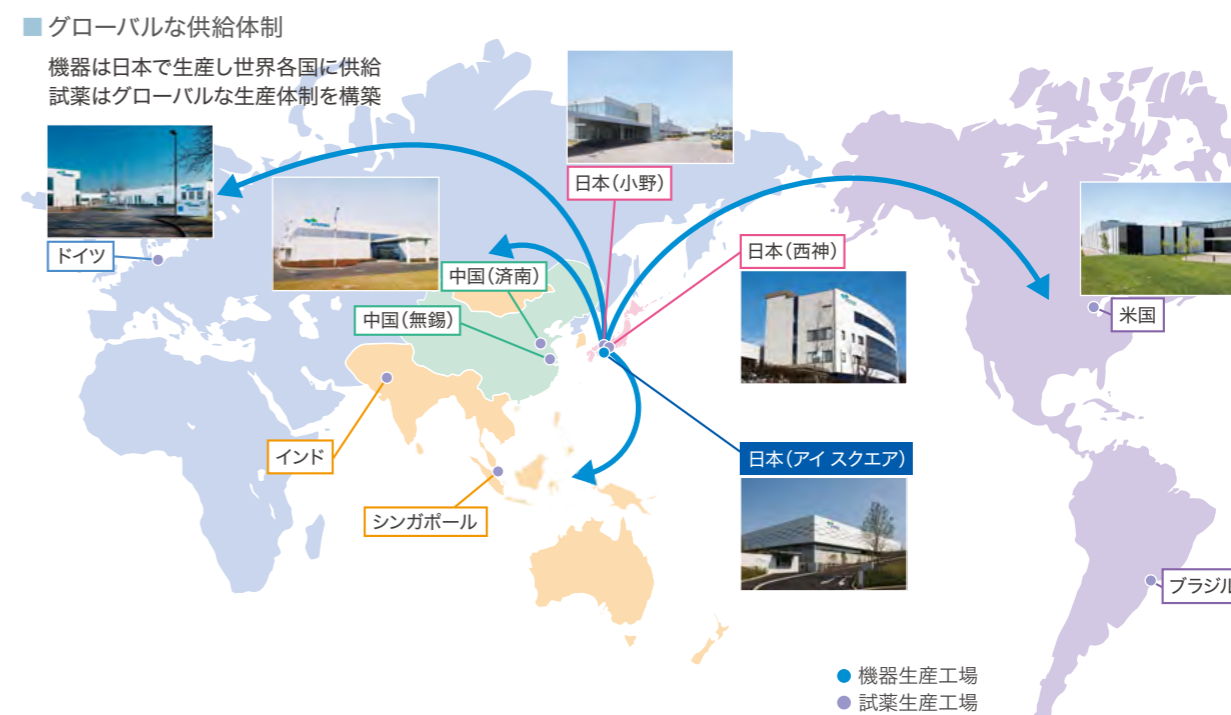 グローバルな供給体制
機器は日本で生産し世界各国に供給
試薬はグローバルな生産体制を構築
日本(小野)
ドイツ
中国(済南)
日本(西神)
中国(無錫)
米国
インド
日本(アイ スクエア)
シンガポール
ブラジル
機器生産工場
試薬生産工場